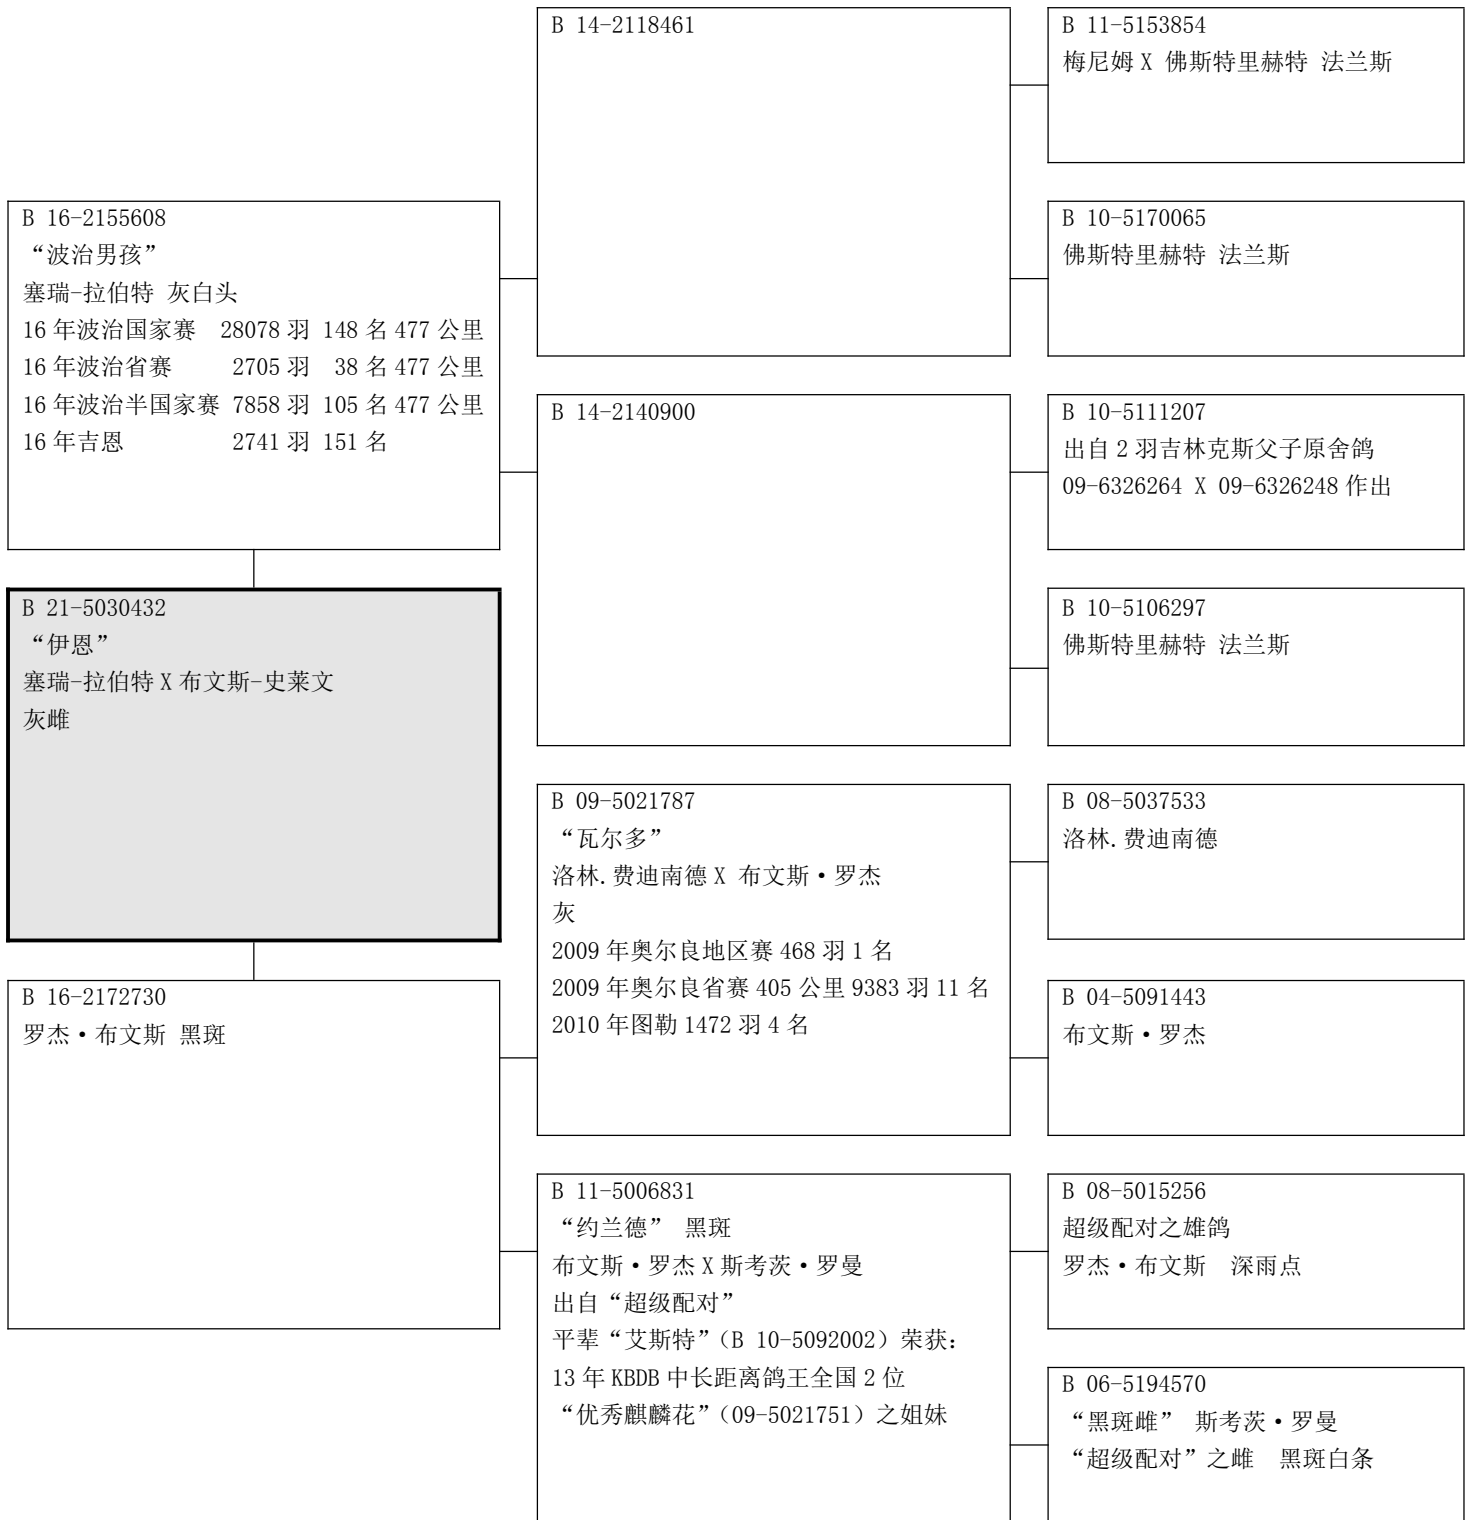 B 14-2118461
B 11-5153854
梅尼姆 X 佛斯特里赫特 法兰斯
B 16-2155608
“波治男孩”
塞瑞-拉伯特 灰白头
16 年波治国家赛 28078 羽 148 名 477 公里
16 年波治省赛 2705 羽 38 名 477 公里
16 年波治半国家赛 7858 羽 105 名 477 公里
16 年吉恩 2741 羽 151 名
B 10-5170065
佛斯特里赫特 法兰斯
B 14-2140900
B 10-5111207
出自 2 羽吉林克斯父子原舍鸽
09-6326264 X 09-6326248 作出
B 21-5030432
“伊恩”
塞瑞-拉伯特 X 布文斯-史莱文
灰雌
B 10-5106297
佛斯特里赫特 法兰斯
B 09-5021787
“瓦尔多”
洛林.费迪南德 X 布文斯•罗杰
灰
2009 年奥尔良地区赛 468 羽 1 名
2009 年奥尔良省赛 405 公里 9383 羽 11 名
2010 年图勒 1472 羽 4 名
B 08-5037533
洛林.费迪南德
B 16-2172730
罗杰•布文斯 黑斑
B 04-5091443
布文斯•罗杰
B 11-5006831
“约兰德” 黑斑
布文斯•罗杰 X 斯考茨•罗曼
出自“超级配对”
平辈“艾斯特”（B 10-5092002）荣获：
13 年 KBDB 中长距离鸽王全国 2 位
“优秀麒麟花”（09-5021751）之姐妹
B 08-5015256
超级配对之雄鸽
罗杰•布文斯 深雨点
B 06-5194570
“黑斑雌” 斯考茨•罗曼
“超级配对”之雌 黑斑白条